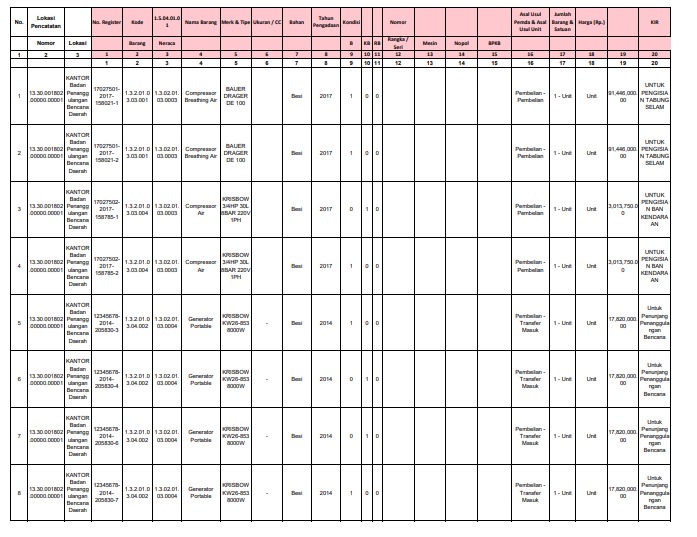 No. Lokasi Pencatatan No. Register Kode 1.5.04.01.01 Nama Barang Merk & Tipe Ukuran / CC Bahan Tahun Pengadaan Kondisi Nomor Asal Usul Pemda & Asal Usul Unit Jumlah Barang & Satuan Harga (Rp.) KIR
Nomor Lokasi Barang Neraca B KB RB Rangka / Seri Mesin Nopol BPKB
1 2 3 1 2 3 4 5 6 7 8 9 10 11 12 13 14 15 16 17 18 19 20
1 2 3 4 5 6 7 8 9 10 11 12 13 14 15 16 17 18 19 20
1 13.30.001802.00000.00001 KANTOR Badan Penanggulangan Bencana Daerah 17027501-2017-158021-1 1.3.2.01.03.03.001 1.3.02.01.03.0003 Compressor Breathing Air BAUER DRAGER DE 100 Besi 2017 1 0 0 Pembelian - Pembelian 1 - Unit Unit 91,446,000.00 UNTUK PENGISIAN TABUNG SELAM
2 13.30.001802.00000.00001 KANTOR Badan Penanggulangan Bencana Daerah 17027501-2017-158021-2 1.3.2.01.03.03.001 1.3.02.01.03.0003 Compressor Breathing Air BAUER DRAGER DE 100 Besi 2017 1 0 0 Pembelian - Pembelian 1 - Unit Unit 91,446,000.00 UNTUK PENGISIAN TABUNG SELAM
3 13.30.001802.00000.00001 KANTOR Badan Penanggulangan Bencana Daerah 17027502-2017-158785-1 1.3.2.01.03.03.004 1.3.02.01.03.0003 Compressor Air KRISBOW 3/4HP 30L 8BAR 220V 1PH Besi 2017 0 1 0 Pembelian - Pembelian 1 - Unit Unit 3,013,750.00 UNTUK PENGISIAN BAN KENDARAAN
4 13.30.001802.00000.00001 KANTOR Badan Penanggulangan Bencana Daerah 17027502-2017-158785-2 1.3.2.01.03.03.004 1.3.02.01.03.0003 Compressor Air KRISBOW 3/4HP 30L 8BAR 220V 1PH Besi 2017 1 0 0 Pembelian - Pembelian 1 - Unit Unit 3,013,750.00 UNTUK PENGISIAN BAN KENDARAAN
5 13.30.001802.00000.00001 KANTOR Badan Penanggulangan Bencana Daerah 12345678-2014-205830-3 1.3.2.01.03.04.002 1.3.02.01.03.0004 Generator Portable KRISBOW KW26-853 8000W - Besi 2014 1 0 0 Pembelian - Transfer Masuk 1 - Unit Unit 17,820,000.00 Untuk Penunjang Penanggulangan Bencana
6 13.30.001802.00000.00001 KANTOR Badan Penanggulangan Bencana Daerah 12345678-2014-205830-4 1.3.2.01.03.04.002 1.3.02.01.03.0004 Generator Portable KRISBOW KW26-853 8000W - Besi 2014 0 1 0 Pembelian - Transfer Masuk 1 - Unit Unit 17,820,000.00 Untuk Penunjang Penanggulangan Bencana
7 13.30.001802.00000.00001 KANTOR Badan Penanggulangan Bencana Daerah 12345678-2014-205830-6 1.3.2.01.03.04.002 1.3.02.01.03.0004 Generator Portable KRISBOW KW26-853 8000W - Besi 2014 0 1 0 Pembelian - Transfer Masuk 1 - Unit Unit 17,820,000.00 Untuk Penunjang Penanggulangan Bencana
8 13.30.001802.00000.00001 KANTOR Badan Penanggulangan Bencana Daerah 12345678-2014-205830-7 1.3.2.01.03.04.002 1.3.02.01.03.0004 Generator Portable KRISBOW KW26-853 8000W - Besi 2014 1 0 0 Pembelian - Transfer Masuk 1 - Unit Unit 17,820,000.00 Untuk Penunjang Penanggulangan Bencana